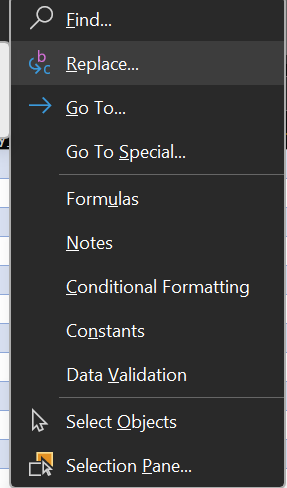 Find...
Replace...
Go To...
Go To Special...
Formulas
Notes
Conditional Formatting
Constants
Data Validation
Select Objects
Selection Pane...